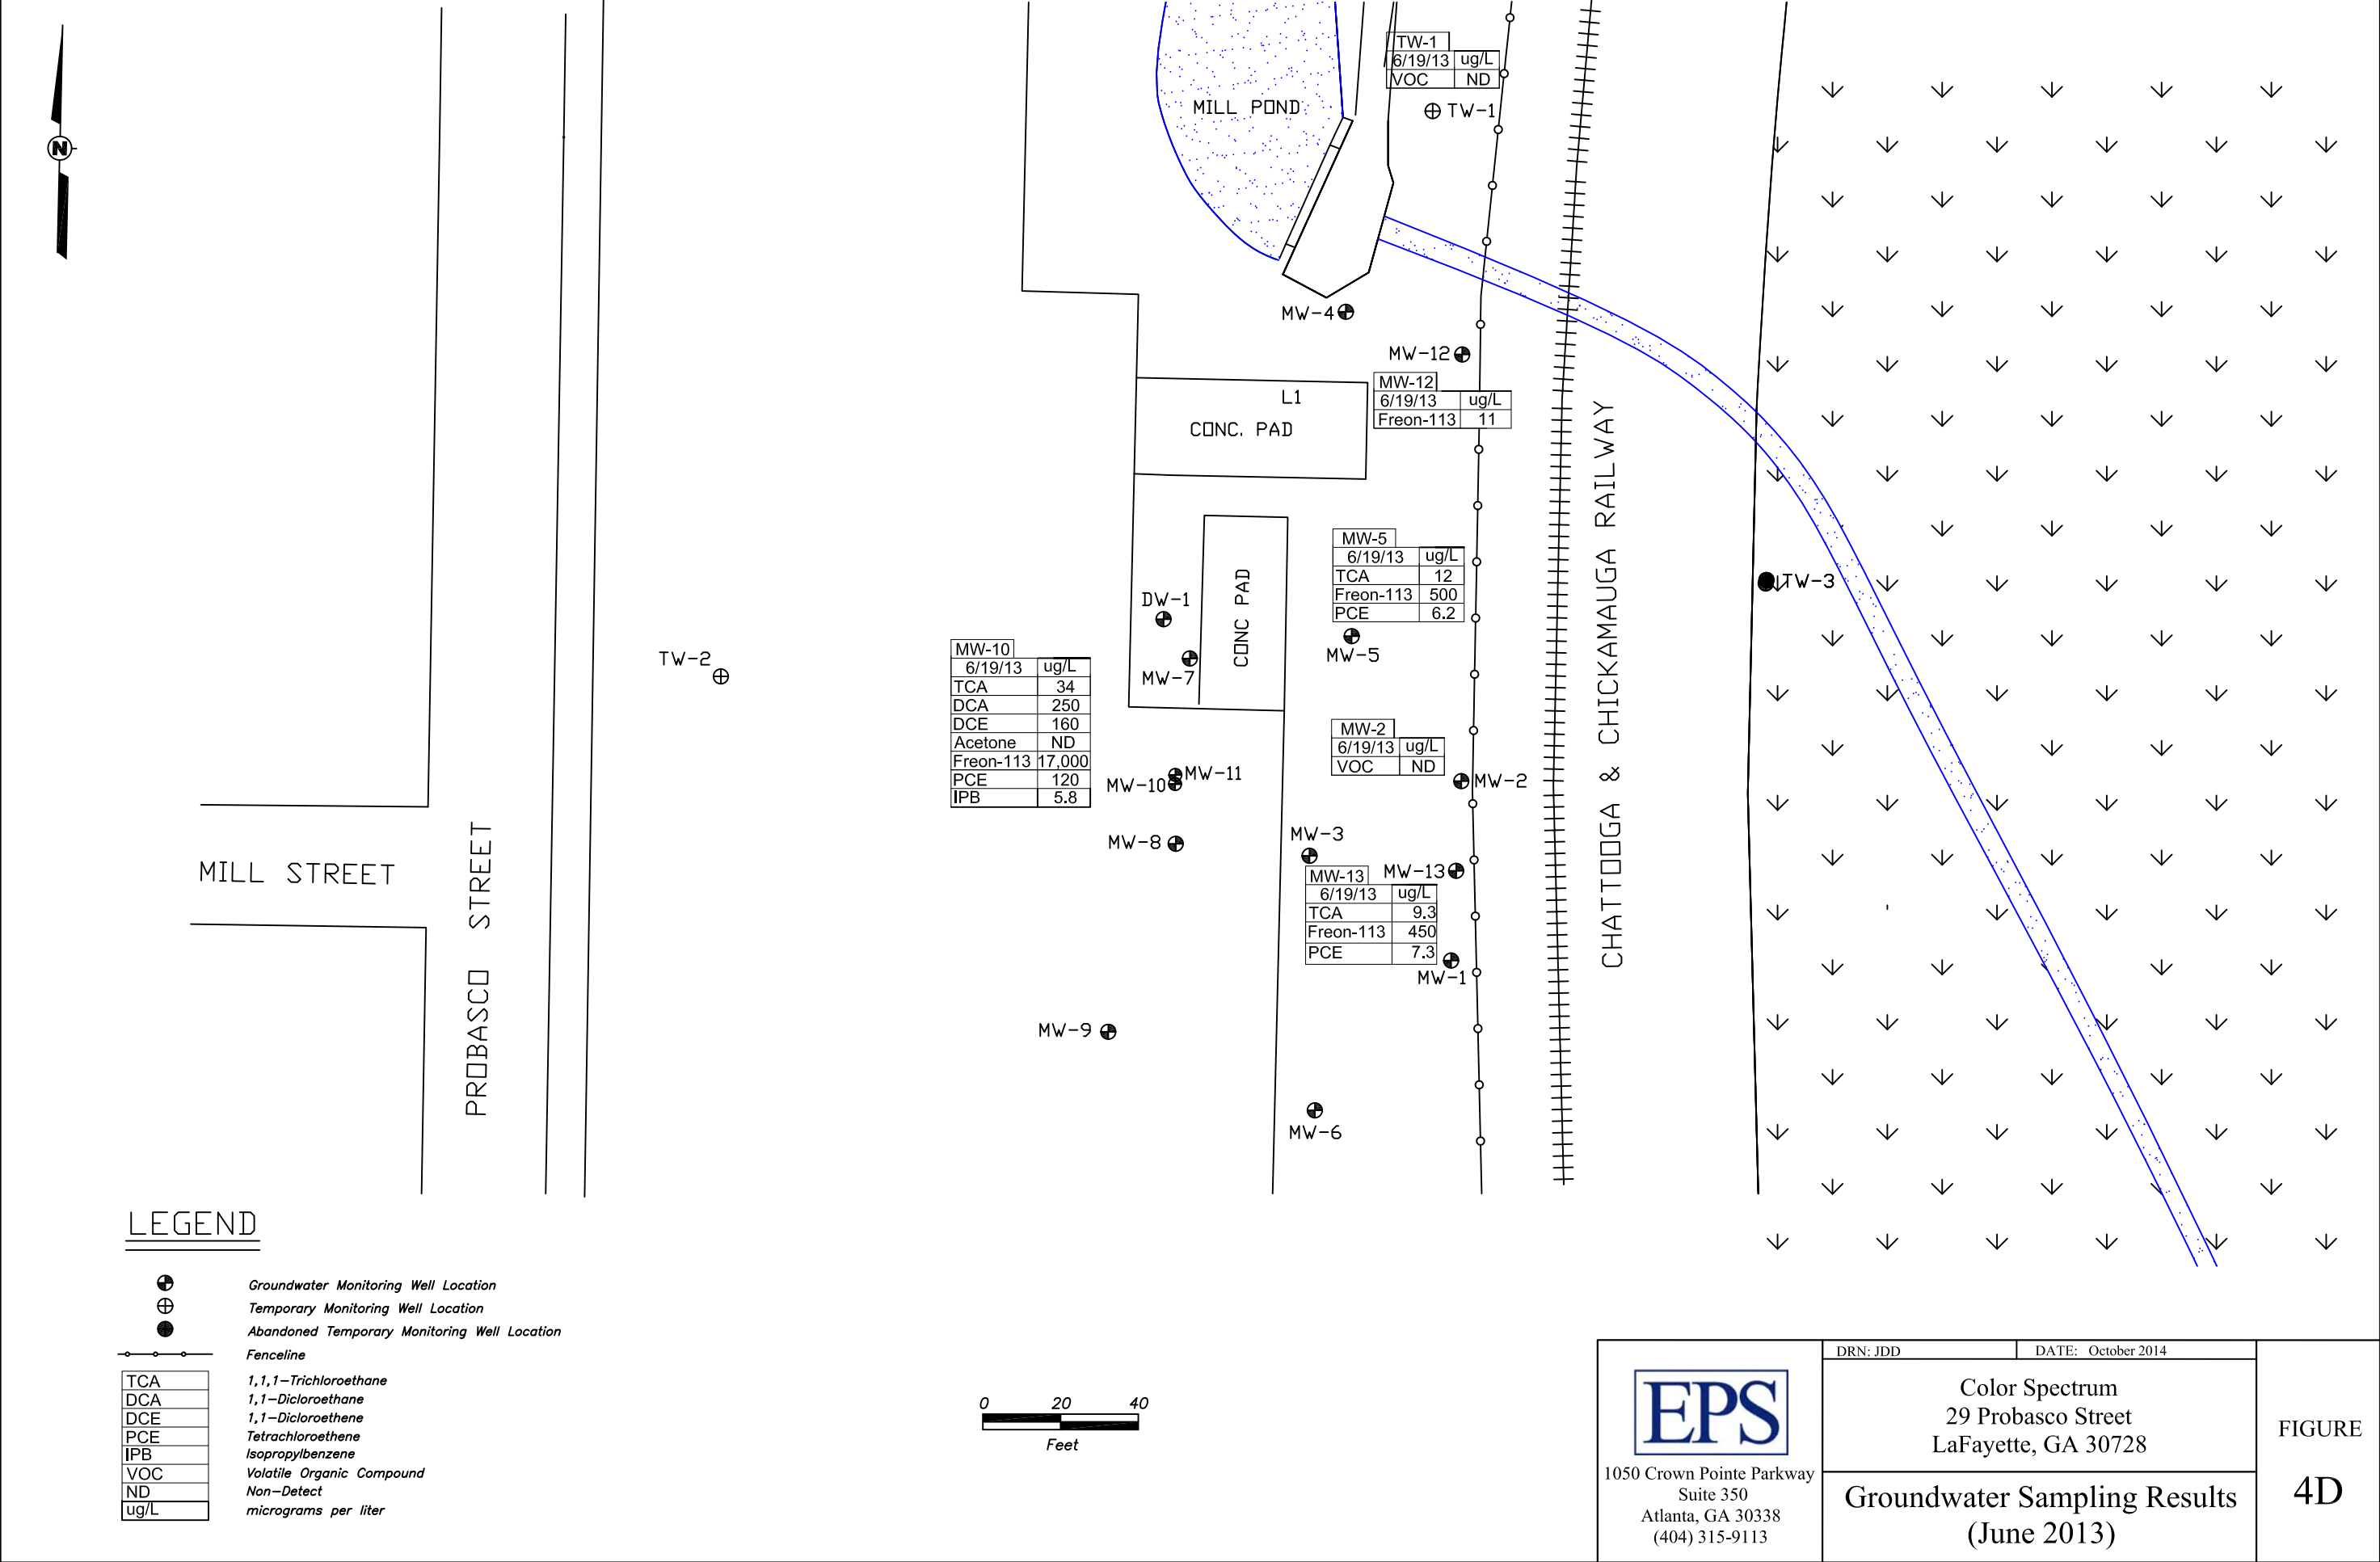 N
MILL POND
TW-1
6/19/13 ug/L
VOC ND
TW-1
MW-4
MW-12
MW-12
6/19/13 ug/L
Freon-113 11
L1
CONC. PAD
CONC PAD
MW-5
6/19/13 ug/L
TCA 12
Freon-113 500
PCE 6.2
MW-5
DW-1
MW-7
TW-2
TW-3
CHATTOOGA & CHICKAMAUGA RAILWAY
MW-10
6/19/13 ug/L
TCA 34
DCA 250
DCE 160
Acetone ND
Freon-113 17,000
PCE 120
IPB 5.8
MW-11
MW-10
MW-8
MW-2
6/19/13 ug/L
VOC ND
MW-2
MW-3
MW-13
MW-13
6/19/13 ug/L
TCA 9.3
Freon-113 450
PCE 7.3
MW-1
MW-9
MW-6
MILL STREET
PROBASCO STREET
LEGEND
Groundwater Monitoring Well Location
Temporary Monitoring Well Location
Abandoned Temporary Monitoring Well Location
Fenceline
TCA 1,1,1-Trichloroethane
DCA 1,1-Dicloroethane
DCE 1,1-Dicloroethene
PCE Tetrachloroethene
IPB Isopropylbenzene
VOC Volatile Organic Compound
ND Non-Detect
ug/L micrograms per liter
0 20 40
Feet
EPS
1050 Crown Pointe Parkway
Suite 350
Atlanta, GA 30338
(404) 315-9113
DRN: JDD DATE: October 2014
Color Spectrum
29 Probasco Street
LaFayette, GA 30728
Groundwater Sampling Results
(June 2013)
FIGURE
4D